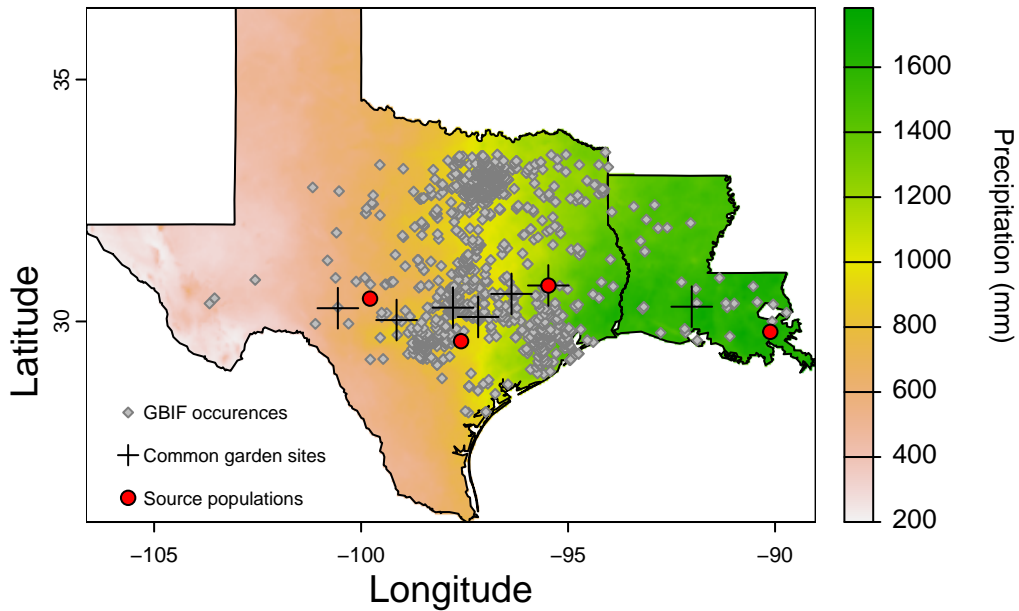 35
30
Latitude
GBIF occurences
Common garden sites
Source populations
−105
−100
−95
−90
Longitude
1600
1400
1200
1000
800
600
400
200
Precipitation (mm)